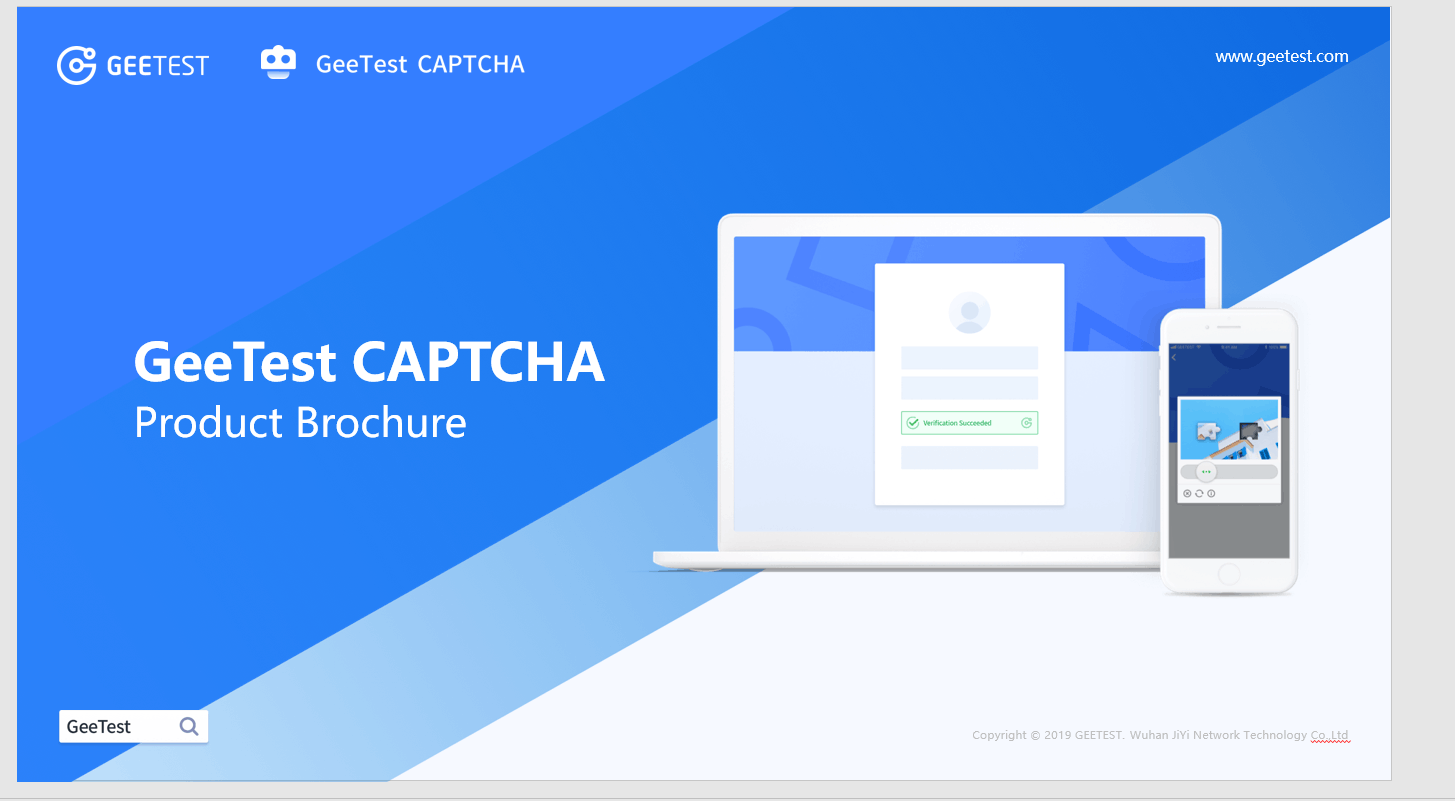 GEETEST
GeeTest CAPTCHA
www.geetest.com
GeeTest CAPTCHA
Product Brochure
Verification Succeeded
GeeTest
Copyright © 2019 GEETEST. Wuhan JiYi Network Technology Co.,Ltd